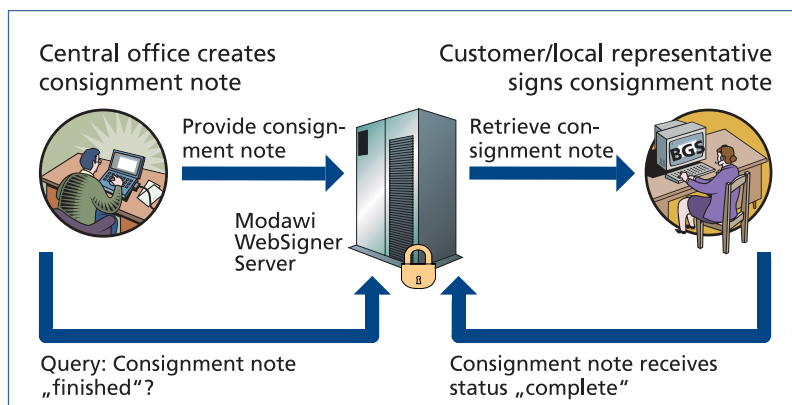 Central office creates
consignment note
Customer/local representative
signs consignment note
Provide consign-
ment note
Retrieve con-
signment note
BGS
Modawi
WebSigner
Server
Query: Consignment note
„finished“?
Consignment note receives
status „complete“